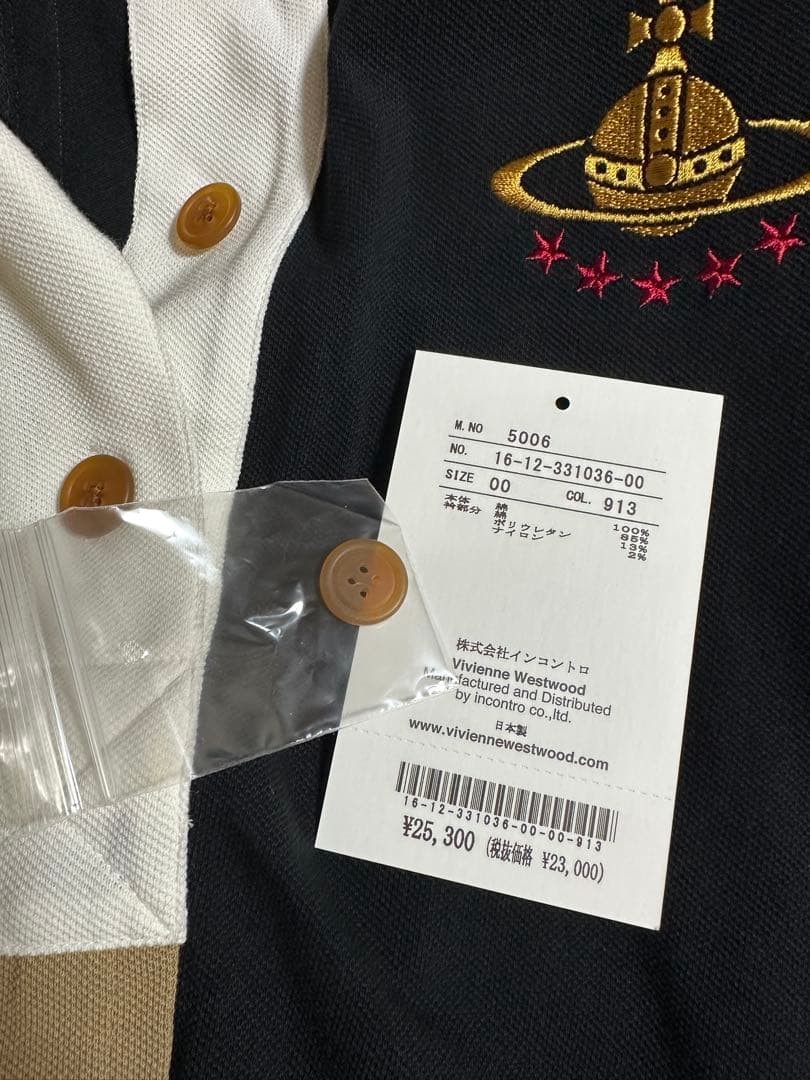 M.NO 5006
NO. 16-12-331036-00
SIZE 00 COL. 913
本体 綿 100%
衿部分 綿 85%
ポリウレタン 13%
ナイロン 2%
株式会社インコントロ
Vivienne Westwood
Manufactured and Distributed
by incontro co.,ltd.
日本製
www.viviennewestwood.com
16-12-331036-00-00-913
¥25,300 (税抜価格 ¥23,000)